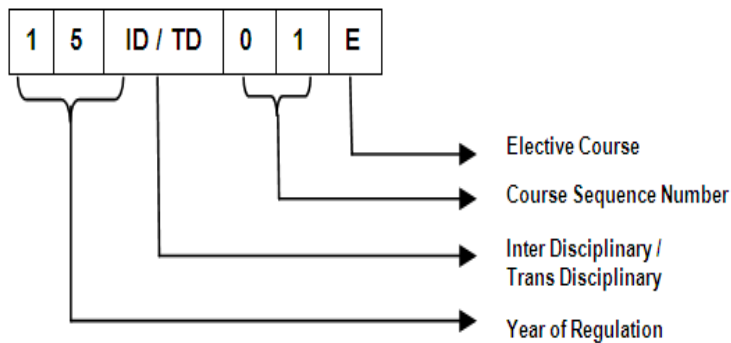 1 5 ID / TD 0 1 E
Elective Course
Course Sequence Number
Inter Disciplinary /
Trans Disciplinary
Year of Regulation